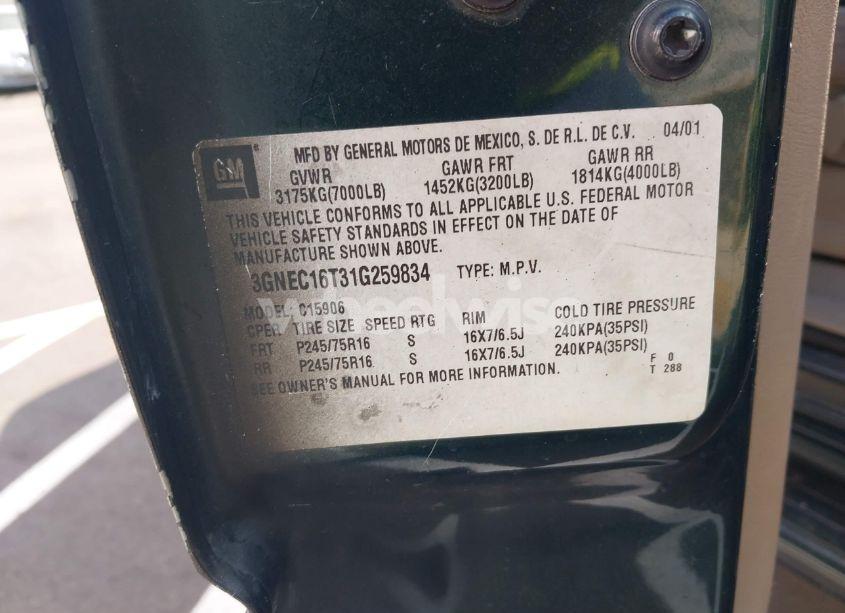 MFD BY GENERAL MOTORS DE MEXICO, S. DE R.L. DE C.V. 04/01
GM
GVWR GAWR FRT GAWR RR
3175KG(7000LB) 1452KG(3200LB) 1814KG(4000LB)
THIS VEHICLE CONFORMS TO ALL APPLICABLE U.S. FEDERAL MOTOR
VEHICLE SAFETY STANDARDS IN EFFECT ON THE DATE OF
MANUFACTURE SHOWN ABOVE.
3GNEC16T31G259834 TYPE: M.P.V.
MODEL: C15906
OPER TIRE SIZE SPEED RTG RIM COLD TIRE PRESSURE
FRT P245/75R16 S 16X7/6.5J 240KPA(35PSI)
RR P245/75R16 S 16X7/6.5J 240KPA(35PSI)
SEE OWNER'S MANUAL FOR MORE INFORMATION.
F 0
T 288